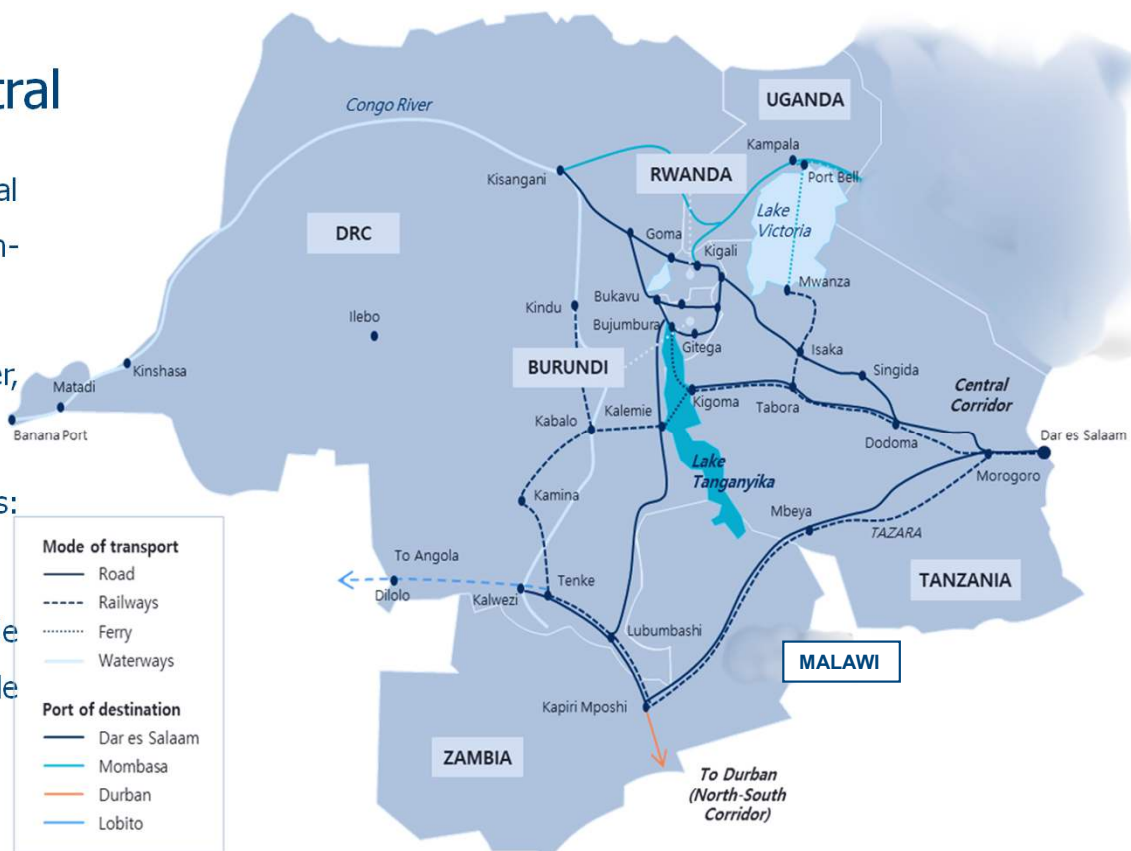 tral
al
n-
er,
s:
e
le
Congo River
UGANDA
Kampala
Port Bell
Kisangani
RWANDA
Lake
Victoria
DRC
Goma
Kigali
Mwanza
Bukavu
Kindu
Ilebo
Bujumbura
Gitega
Isaka
Kinshasa
BURUNDI
Singida
Matadi
Central
Corridor
Kigoma
Tabora
Kabalo
Kalemie
Banana Port
Dodoma
Dar es Salaam
Morogoro
Lake
Tanganyika
Kamina
Mbeya
TAZARA
To Angola
Tenke
Dilolo
Kalwezi
TANZANIA
Lubumbashi
MALAWI
Kapiri Mposhi
ZAMBIA
To Durban
(North-South
Corridor)
Mode of transport
Road
Railways
Ferry
Waterways
Port of destination
Dar es Salaam
Mombasa
Durban
Lobito